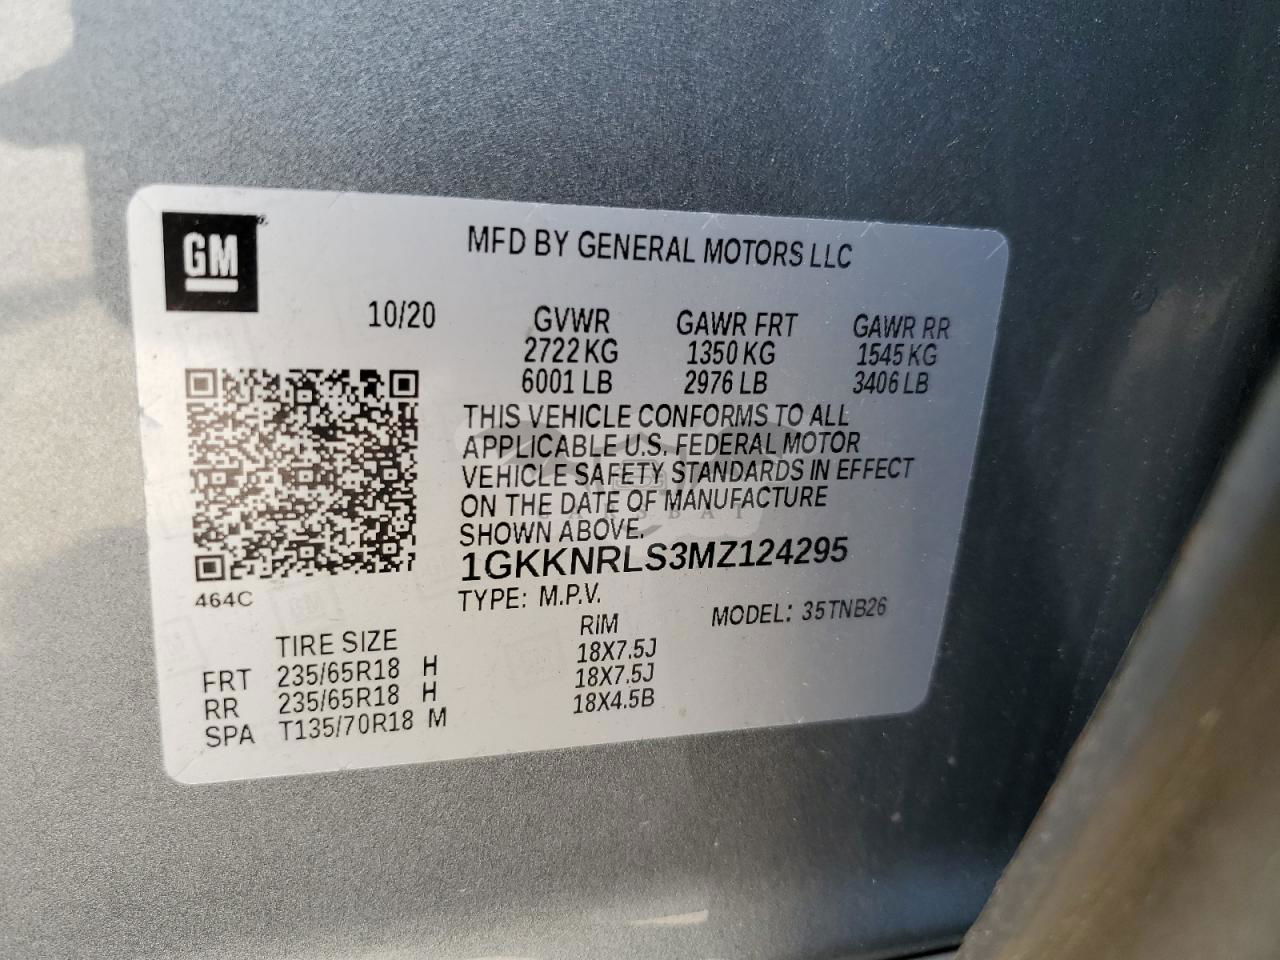 GM
MFD BY GENERAL MOTORS LLC
10/20 GVWR GAWR FRT GAWR RR
2722 KG 1350 KG 1545 KG
6001 LB 2976 LB 3406 LB
THIS VEHICLE CONFORMS TO ALL
APPLICABLE U.S. FEDERAL MOTOR
VEHICLE SAFETY STANDARDS IN EFFECT
ON THE DATE OF MANUFACTURE
SHOWN ABOVE.
1GKKNRLS3MZ124295
464C
TYPE: M.P.V. MODEL: 35TNB26
TIRE SIZE RIM
FRT 235/65R18 H 18X7.5J
RR 235/65R18 H 18X7.5J
SPA T135/70R18 M 18X4.5B